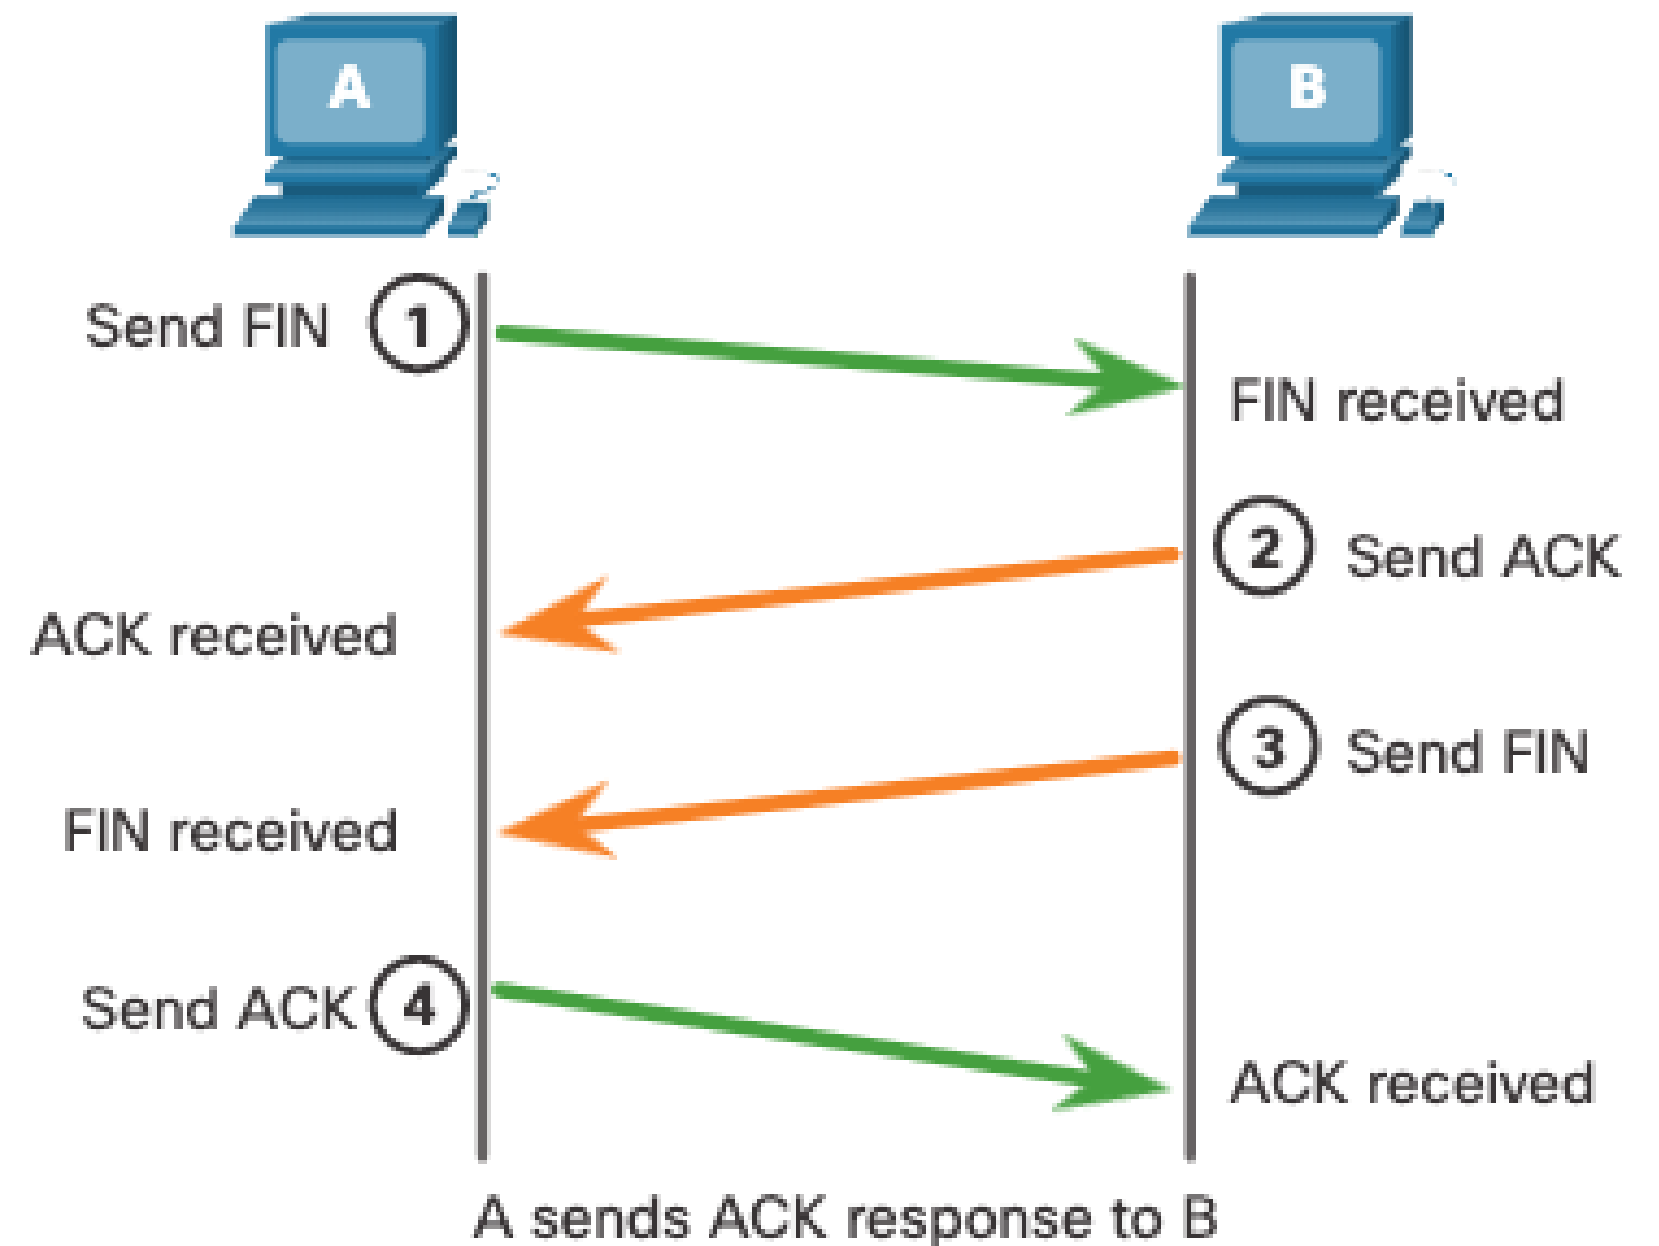 A
B
Send FIN 1
FIN received
2 Send ACK
ACK received
3 Send FIN
FIN received
Send ACK 4
ACK received
A sends ACK response to B